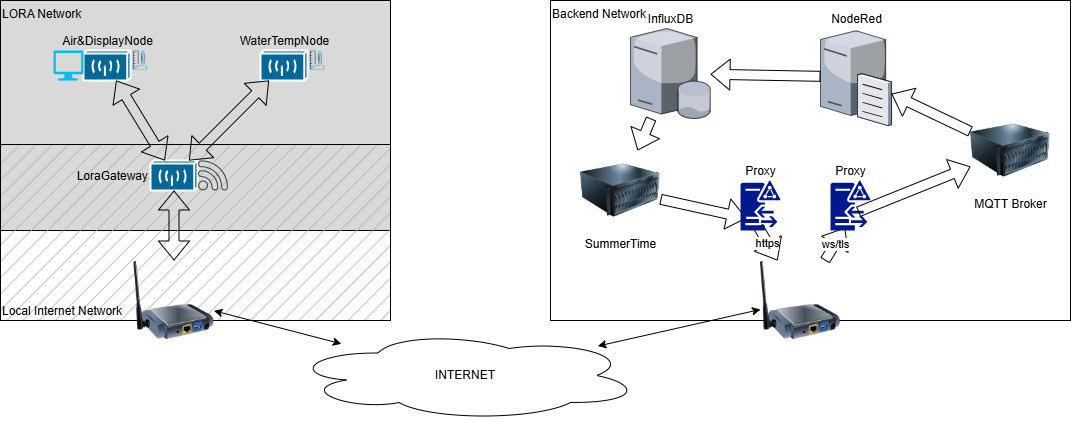 LORA Network
Air&DisplayNode
WaterTempNode
LoraGateway
Local Internet Network
Backend Network
InfluxDB
NodeRed
MQTT Broker
SummerTime
Proxy
Proxy
https
ws/tls
INTERNET